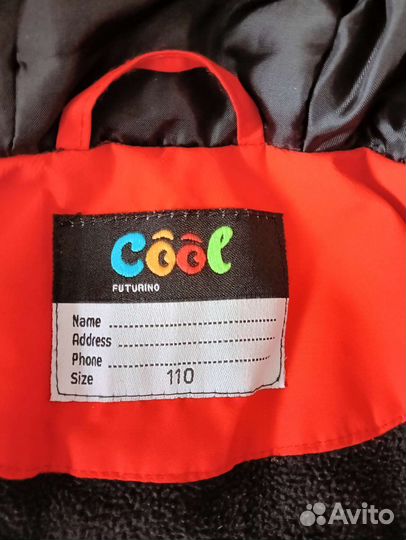 cool
FUTURINO
Name
Address
Phone
Size 110
Avito